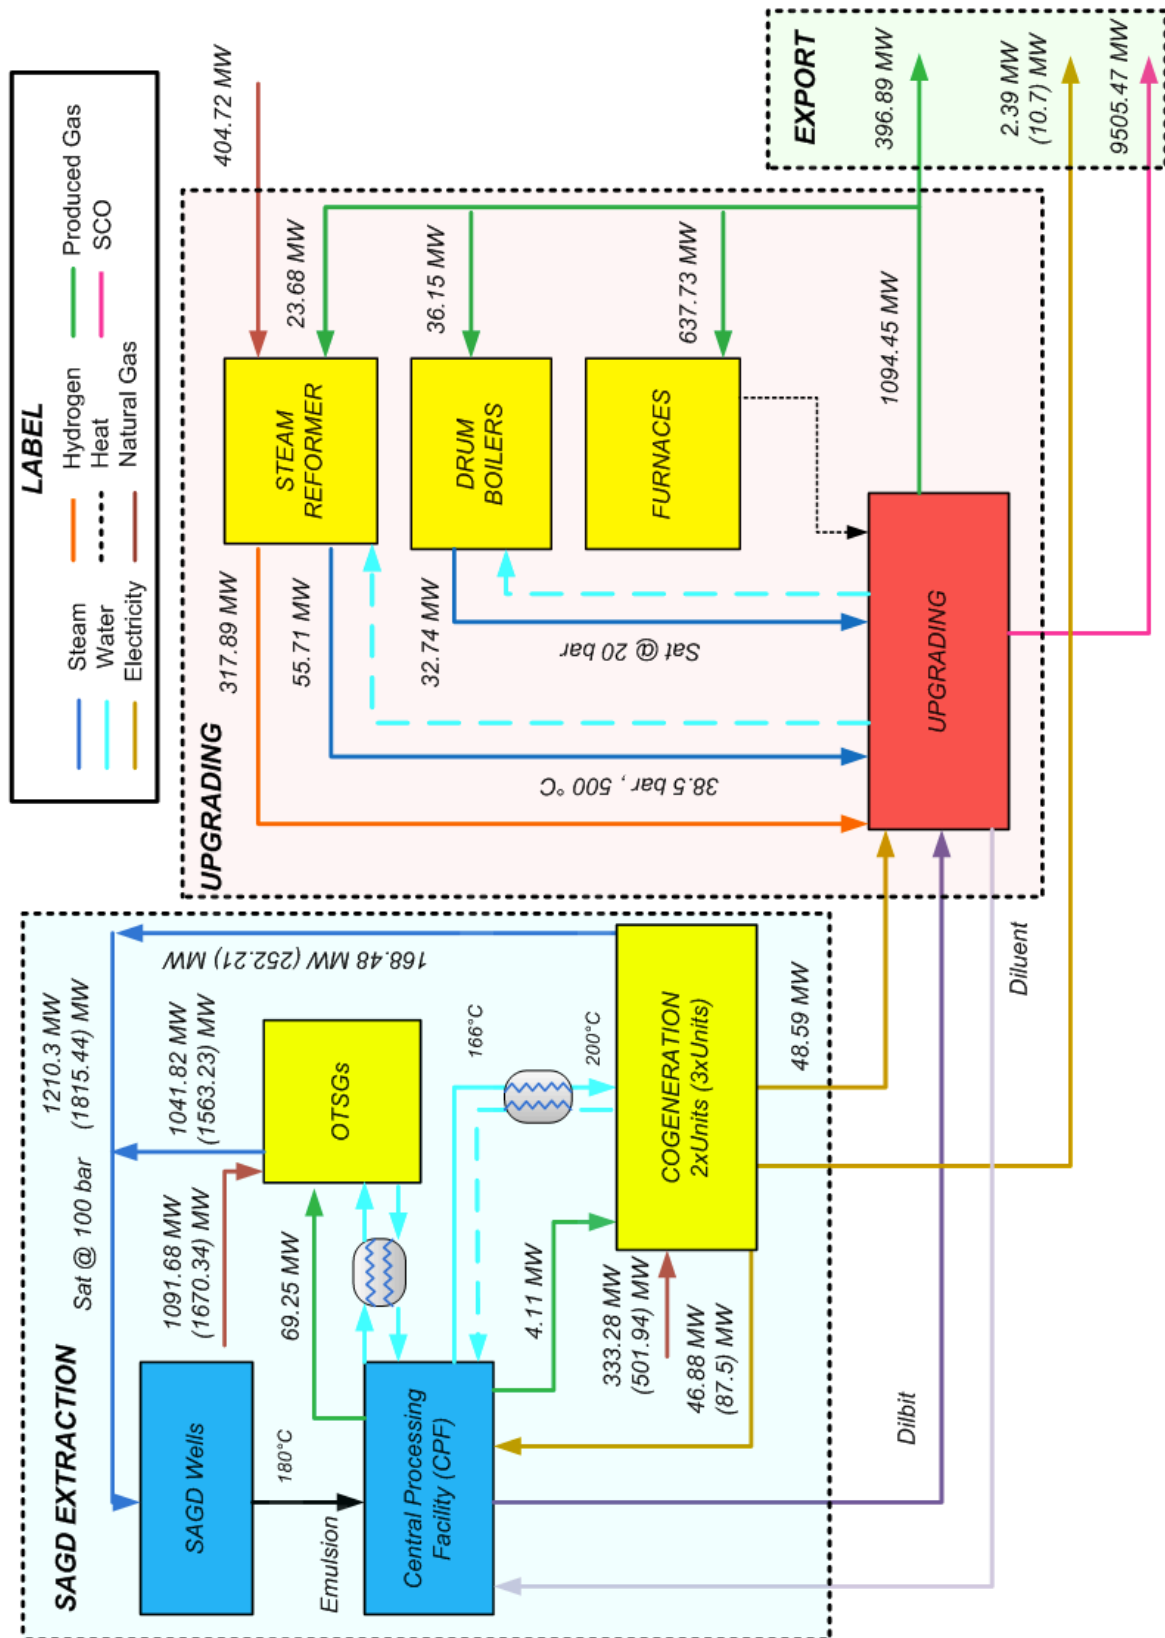 LABEL
Steam
Hydrogen
Produced Gas
Water
Heat
SCO
Electricity
Natural Gas
SAGD EXTRACTION
SAGD Wells
180°C
Emulsion
Central Processing
Facility (CPF)
Sat @ 100 bar
1210.3 MW
(1815.44) MW
1091.68 MW
(1670.34) MW
1041.82 MW
(1563.23) MW
69.25 MW
OTSGs
168.48 MW (252.21) MW
166°C
200°C
4.11 MW
333.28 MW
(501.94) MW
46.88 MW
(87.5) MW
COGENERATION
2xUnits (3xUnits)
48.59 MW
Dilbit
Diluent
UPGRADING
317.89 MW
55.71 MW
32.74 MW
38.5 bar , 500 °C
Sat @ 20 bar
STEAM
REFORMER
DRUM
BOILERS
FURNACES
UPGRADING
404.72 MW
23.68 MW
36.15 MW
637.73 MW
1094.45 MW
EXPORT
396.89 MW
2.39 MW
(10.7) MW
9505.47 MW